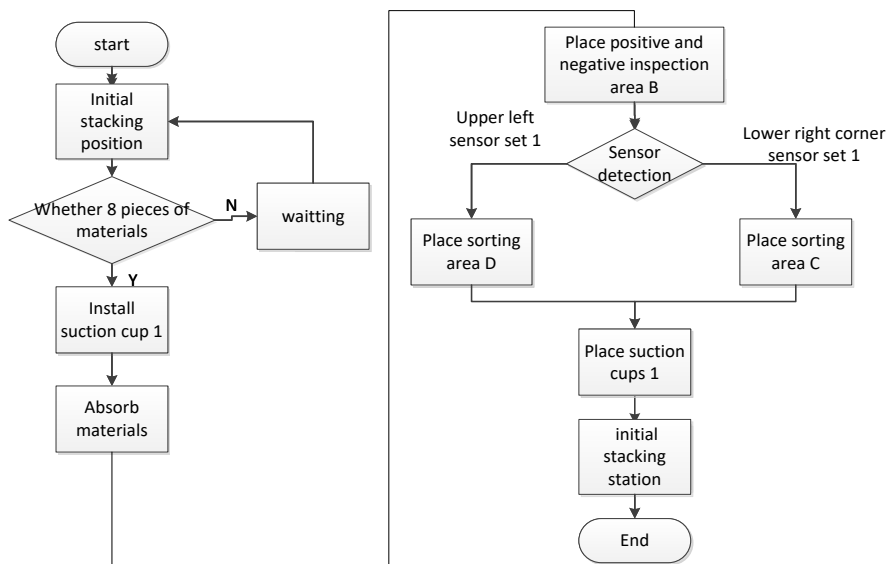 start
Initial
stacking
position
Whether 8 pieces of
materials
N
waitting
Y
Install
suction cup 1
Absorb
materials
Place positive and
negative inspection
area B
Upper left
sensor set 1
Sensor
detection
Lower right corner
sensor set 1
Place sorting
area D
Place sorting
area C
Place suction
cups 1
initial
stacking
station
End